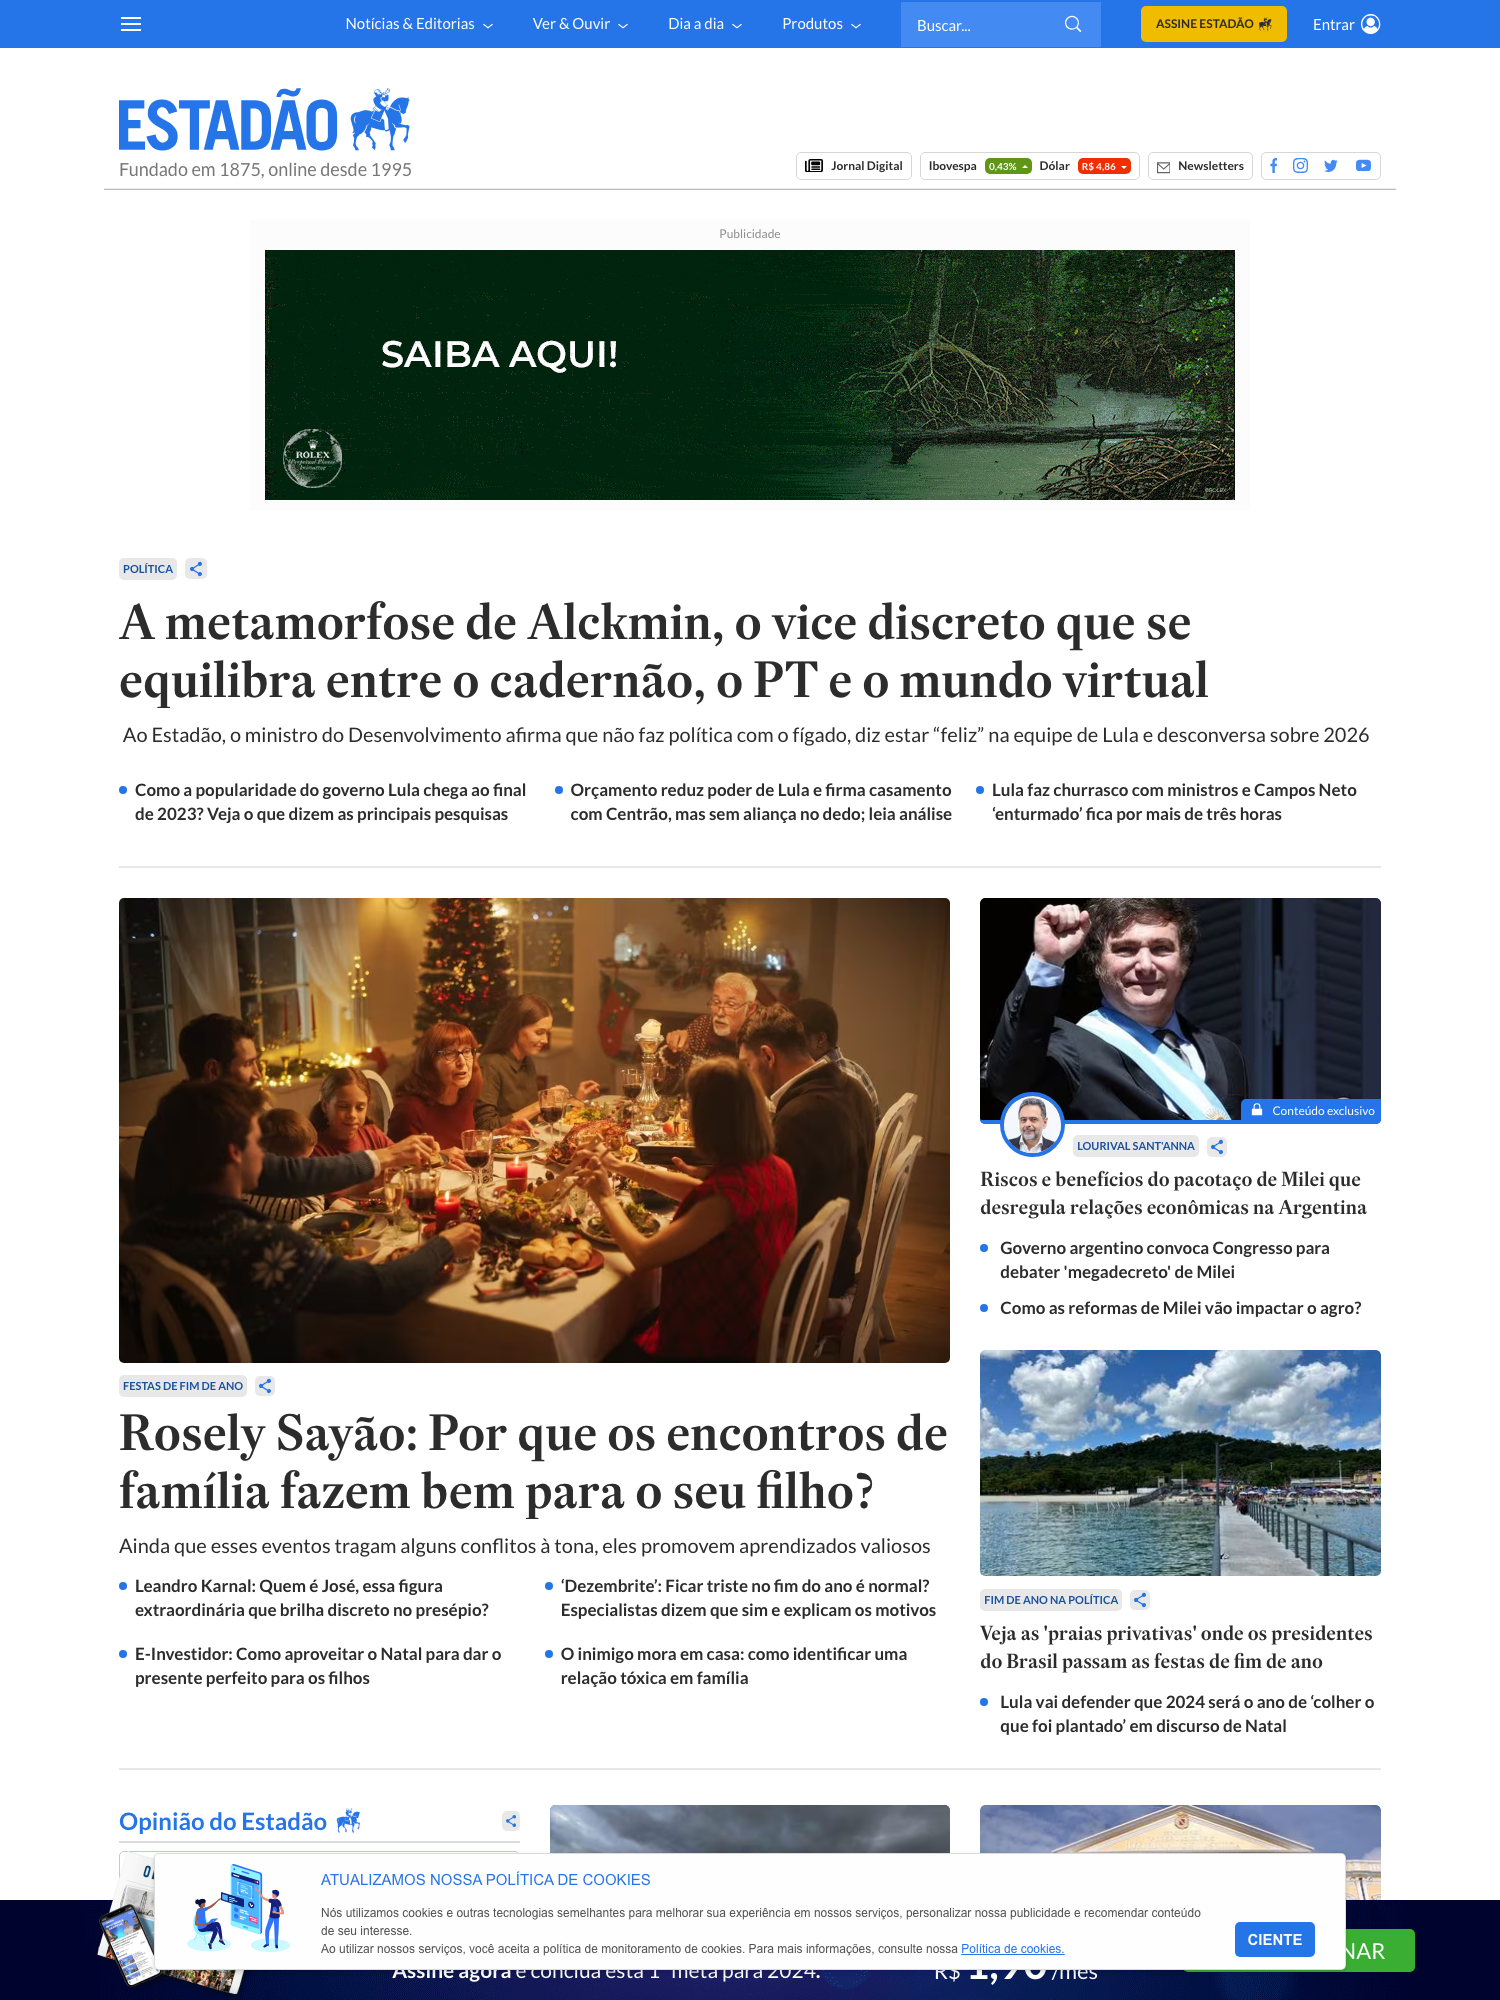 Notícias & Editorias
Ver & Ouvir
Dia a dia
Produtos
Buscar...
ASSINE ESTADÃO
Entrar
ESTADÃO
Fundado em 1875, online desde 1995
Jornal Digital
Ibovespa 0,43% Dólar R$ 4,86
Newsletters
Publicidade
SAIBA AQUI!
ROLEX
Perpetual Planet
Initiative
©ROLEX
POLÍTICA
A metamorfose de Alckmin, o vice discreto que se
equilibra entre o cadernão, o PT e o mundo virtual
Ao Estadão, o ministro do Desenvolvimento afirma que não faz política com o fígado, diz estar “feliz” na equipe de Lula e desconversa sobre 2026
Como a popularidade do governo Lula chega ao final
de 2023? Veja o que dizem as principais pesquisas
Orçamento reduz poder de Lula e firma casamento
com Centrão, mas sem aliança no dedo; leia análise
Lula faz churrasco com ministros e Campos Neto
‘enturmado’ fica por mais de três horas
FESTAS DE FIM DE ANO
Rosely Sayão: Por que os encontros de
família fazem bem para o seu filho?
Ainda que esses eventos tragam alguns conflitos à tona, eles promovem aprendizados valiosos
Leandro Karnal: Quem é José, essa figura
extraordinária que brilha discreto no presépio?
‘Dezembrite’: Ficar triste no fim do ano é normal?
Especialistas dizem que sim e explicam os motivos
E-Investidor: Como aproveitar o Natal para dar o
presente perfeito para os filhos
O inimigo mora em casa: como identificar uma
relação tóxica em família
Conteúdo exclusivo
LOURIVAL SANT'ANNA
Riscos e benefícios do pacotaço de Milei que
desregula relações econômicas na Argentina
Governo argentino convoca Congresso para
debater 'megadecreto' de Milei
Como as reformas de Milei vão impactar o agro?
FIM DE ANO NA POLÍTICA
Veja as 'praias privativas' onde os presidentes
do Brasil passam as festas de fim de ano
Lula vai defender que 2024 será o ano de ‘colher o
que foi plantado’ em discurso de Natal
Opinião do Estadão
ATUALIZAMOS NOSSA POLÍTICA DE COOKIES
Nós utilizamos cookies e outras tecnologias semelhantes para melhorar sua experiência em nossos serviços, personalizar nossa publicidade e recomendar conteúdo
de seu interesse.
Ao utilizar nossos serviços, você aceita a política de monitoramento de cookies. Para mais informações, consulte nossa Política de cookies.
CIENTE
NAR
Assine agora e conclua esta 1ª meta para 2024.
R$ 1,90 /mês